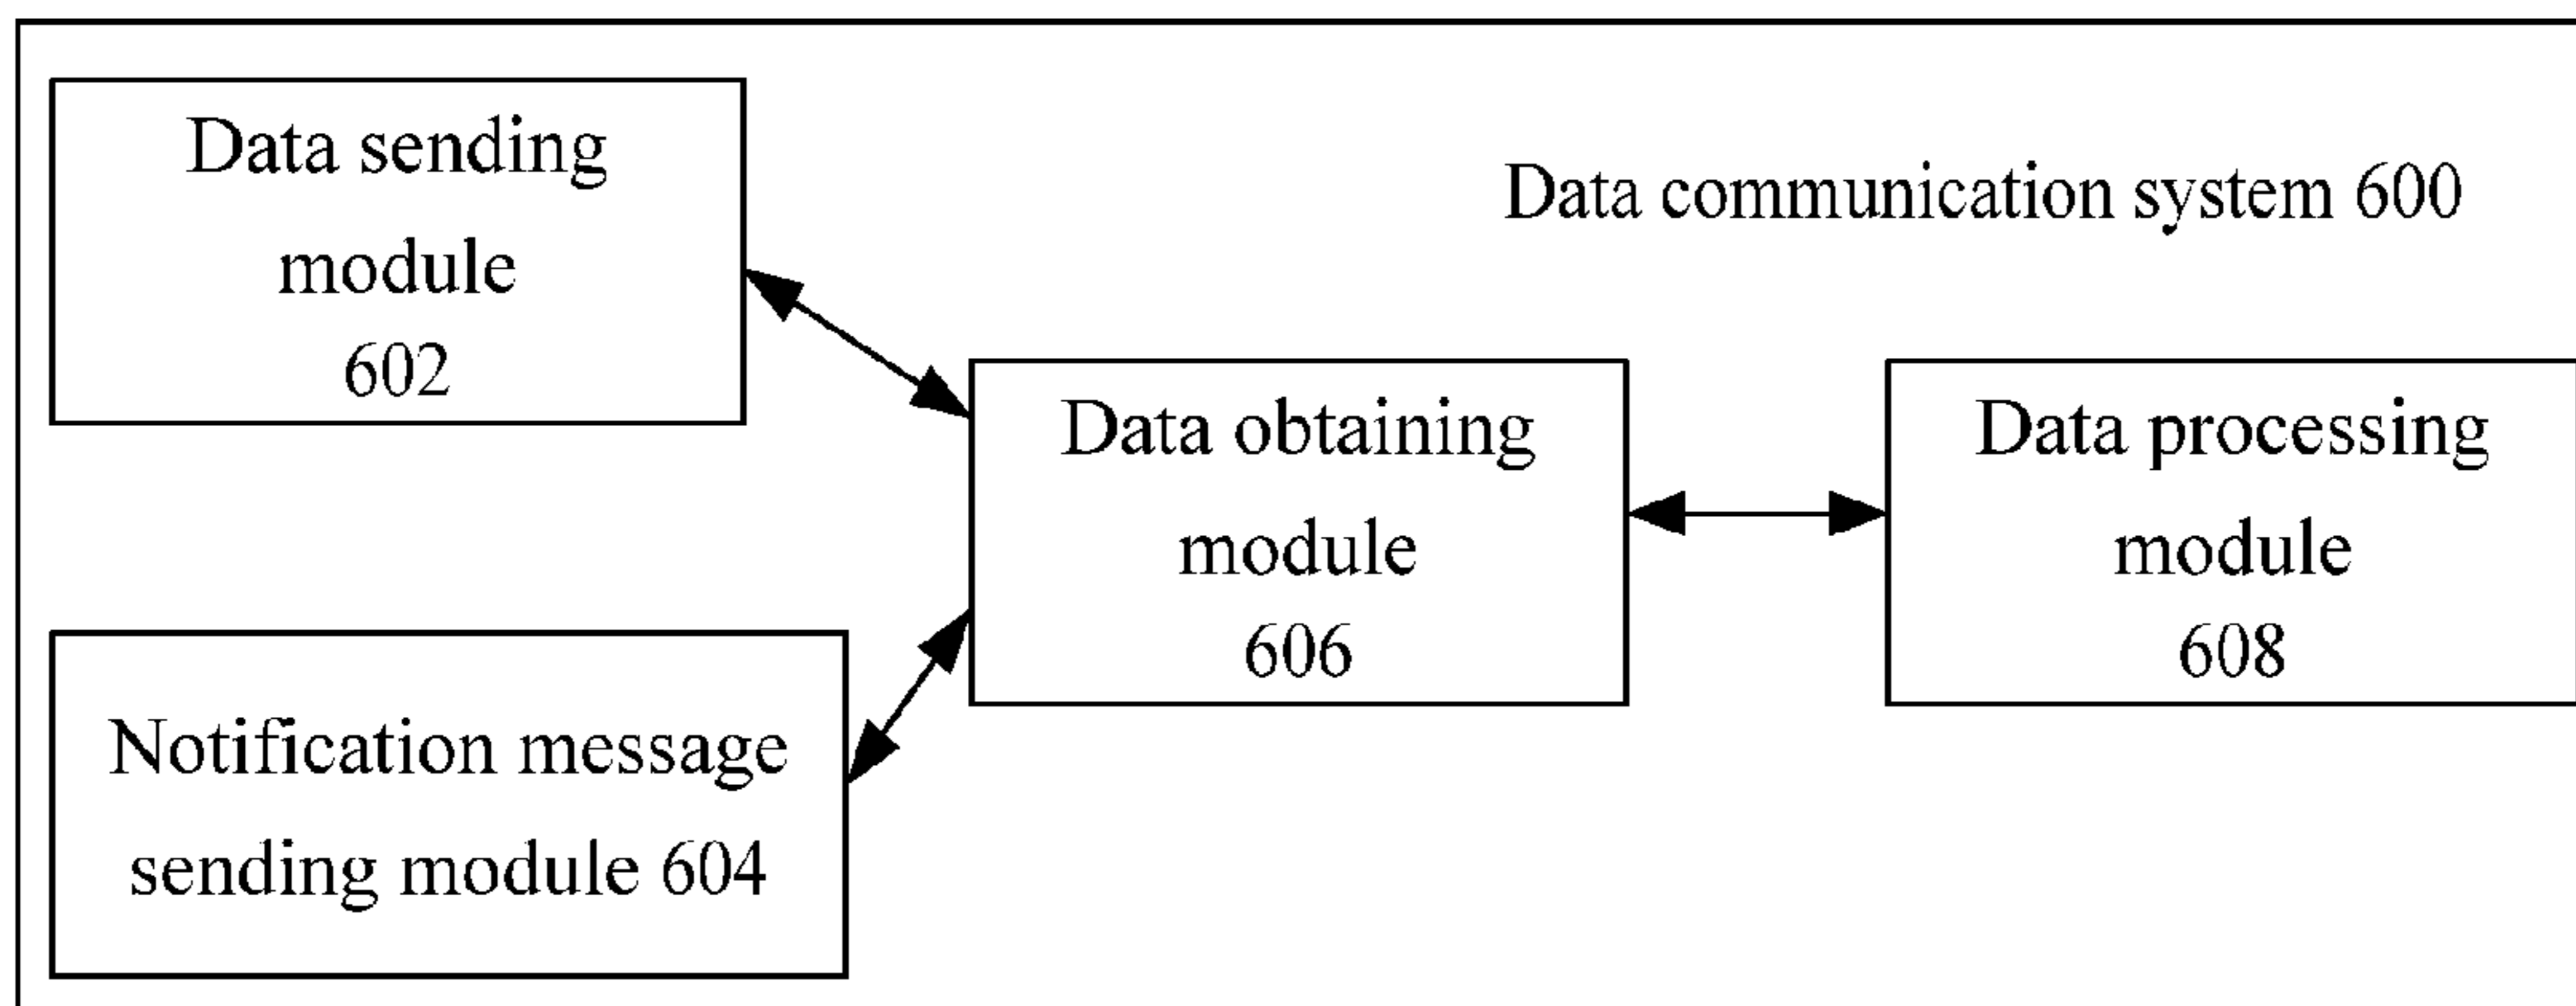 Data sending
module
602
Data communication system 600
Data obtaining
module
606
Data processing
module
608
Notification message
sending module 604